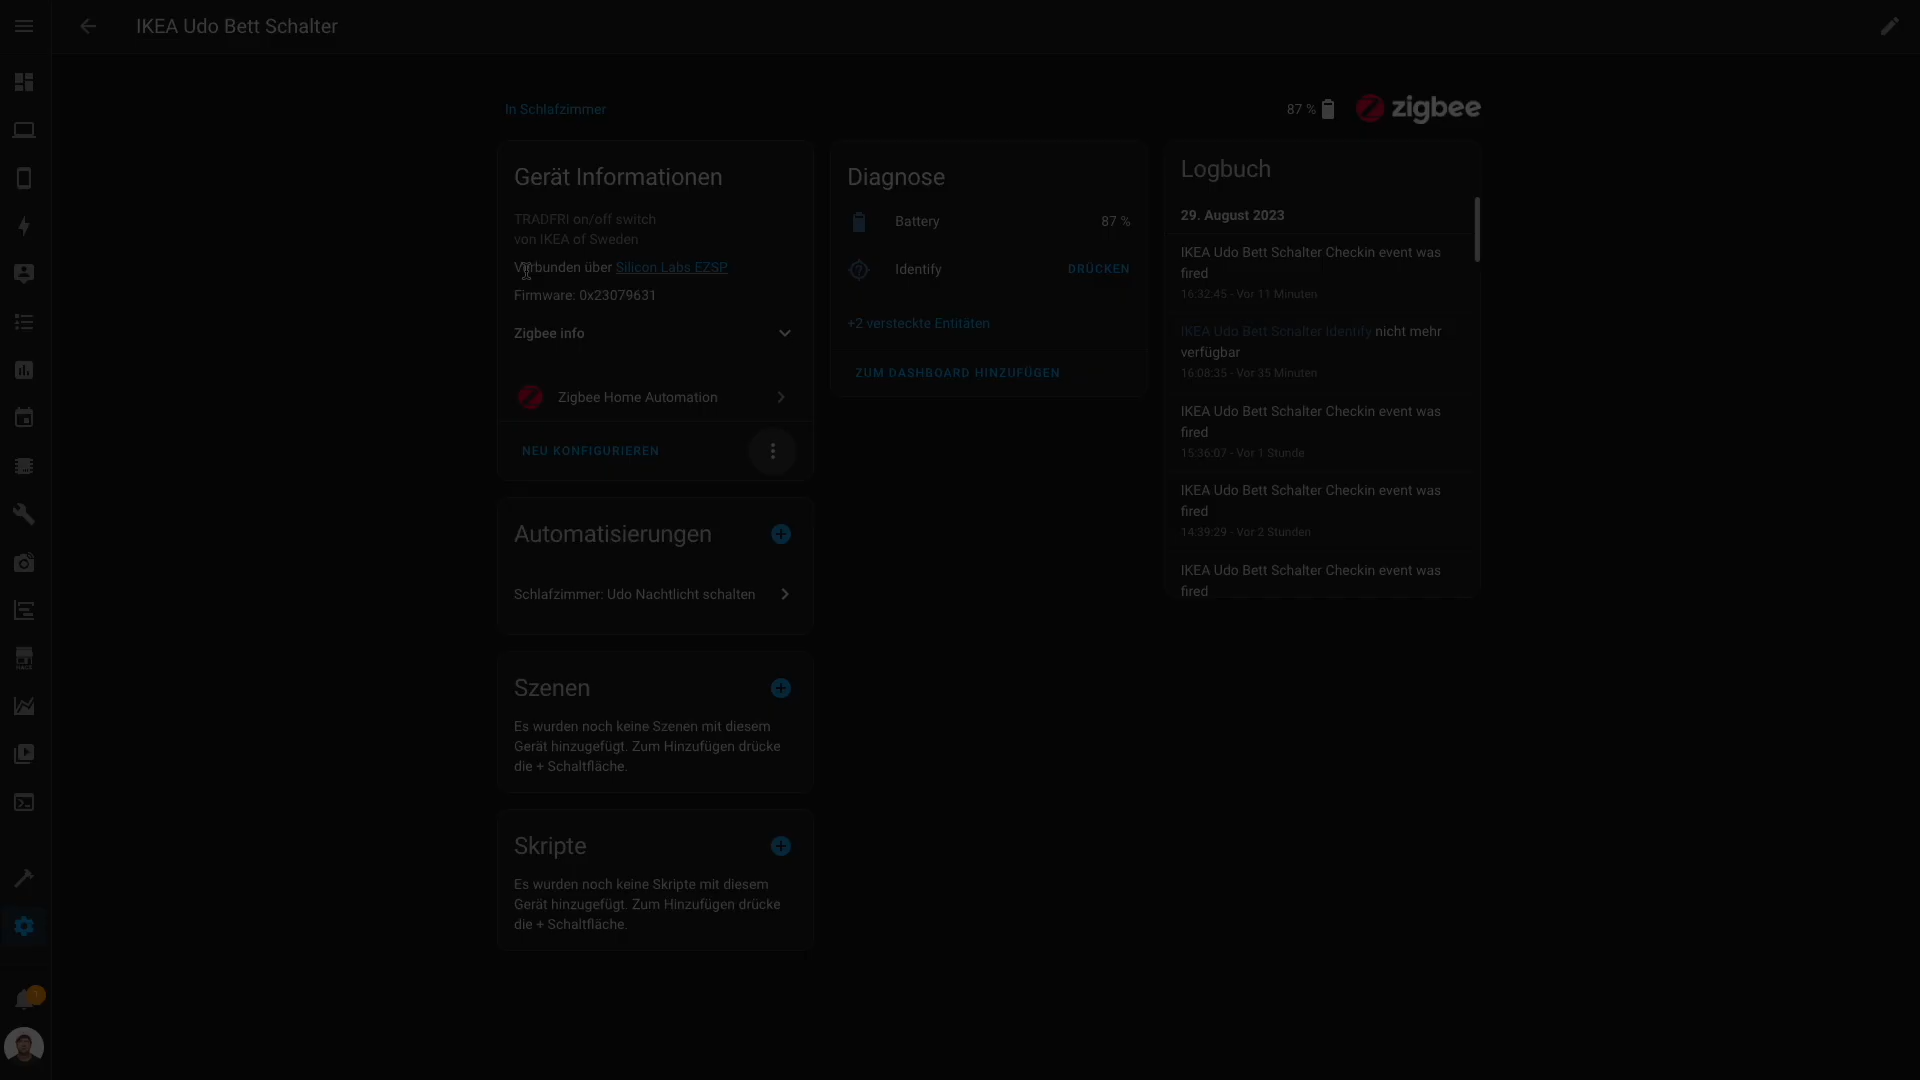 IKEA Udo Bett Schalter
In Schlafzimmer
87 %
zigbee
Gerät Informationen
TRADFRI on/off switch
von IKEA of Sweden
Verbunden über Silicon Labs EZSP
Firmware: 0x23079631
Zigbee info
Zigbee Home Automation
NEU KONFIGURIEREN
Automatisierungen
Schlafzimmer: Udo Nachtlicht schalten
Szenen
Es wurden noch keine Szenen mit diesem
Gerät hinzugefügt. Zum Hinzufügen drücke
die + Schaltfläche.
Skripte
Es wurden noch keine Skripte mit diesem
Gerät hinzugefügt. Zum Hinzufügen drücke
die + Schaltfläche.
Diagnose
Battery 87 %
Identify DRÜCKEN
+2 versteckte Entitäten
ZUM DASHBOARD HINZUFÜGEN
Logbuch
29. August 2023
IKEA Udo Bett Schalter Checkin event was
fired
16:32:45 - Vor 11 Minuten
IKEA Udo Bett Schalter Identify nicht mehr
verfügbar
16:08:35 - Vor 35 Minuten
IKEA Udo Bett Schalter Checkin event was
fired
15:36:07 - Vor 1 Stunde
IKEA Udo Bett Schalter Checkin event was
fired
14:39:29 - Vor 2 Stunden
IKEA Udo Bett Schalter Checkin event was
fired
HACS
1